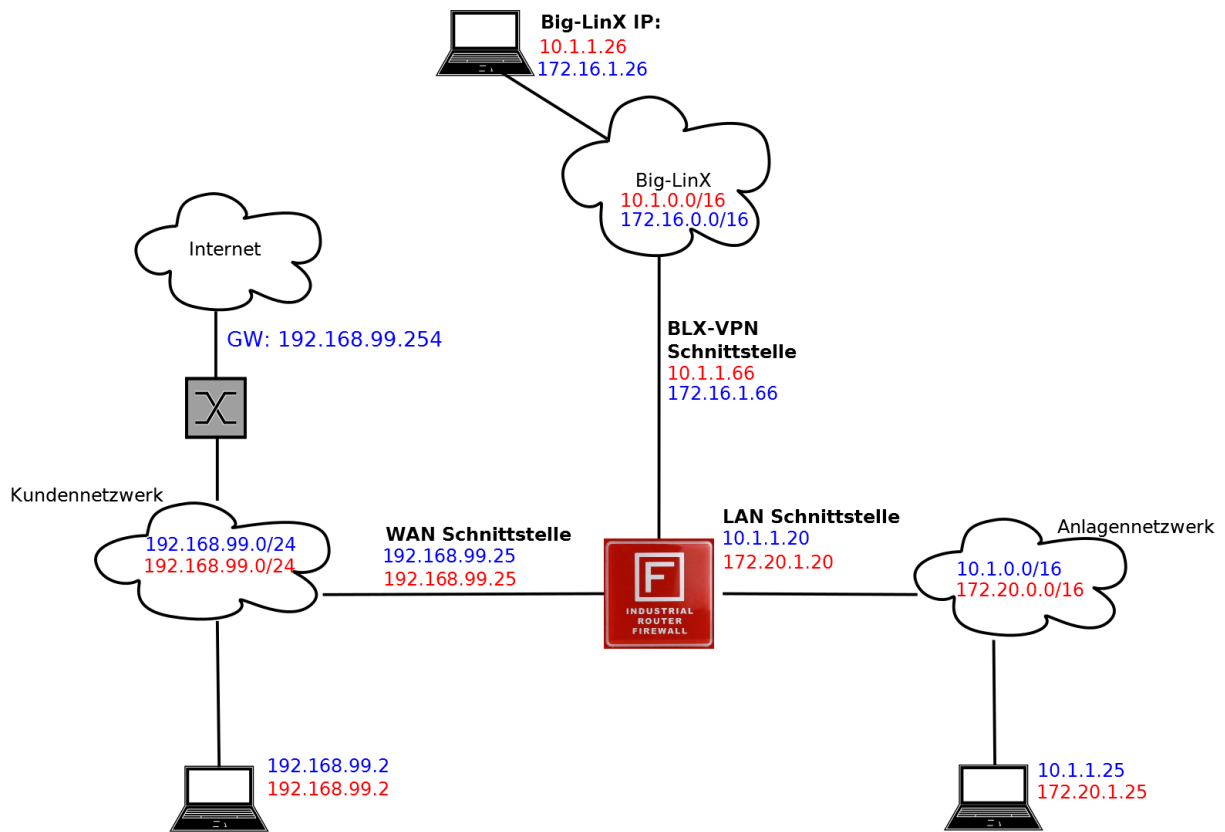 Big-LinX IP:
10.1.1.26
172.16.1.26
Big-LinX
10.1.0.0/16
172.16.0.0/16
Internet
GW: 192.168.99.254
BLX-VPN
Schnittstelle
10.1.1.66
172.16.1.66
Kundennetzwerk
192.168.99.0/24
192.168.99.0/24
WAN Schnittstelle
192.168.99.25
192.168.99.25
F
INDUSTRIAL
ROUTER
FIREWALL
LAN Schnittstelle
10.1.1.20
172.20.1.20
Anlagennetzwerk
10.1.0.0/16
172.20.0.0/16
192.168.99.2
192.168.99.2
10.1.1.25
172.20.1.25